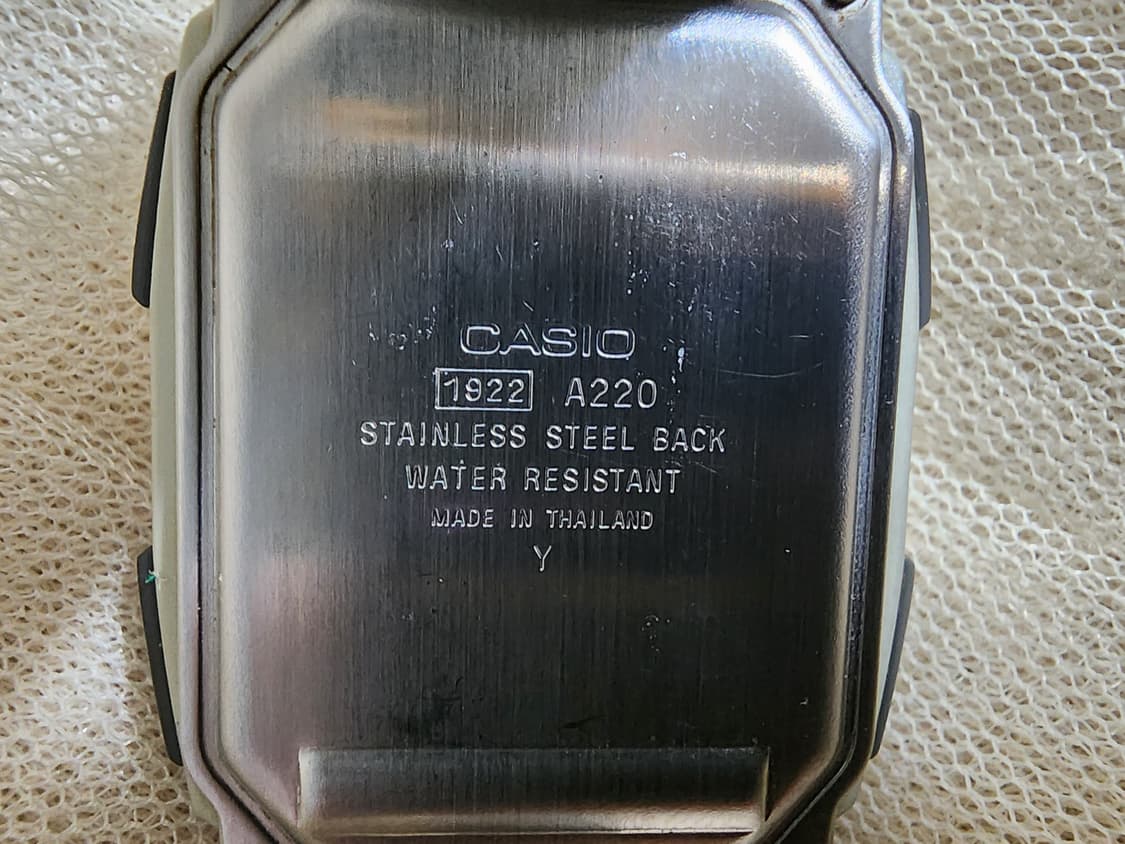 CASIO
1922 A220
STAINLESS STEEL BACK
WATER RESISTANT
MADE IN THAILAND
Y